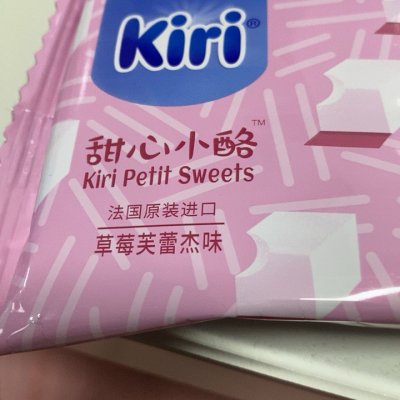 Kiri®
甜心小酪™
Kiri Petit Sweets
法国原装进口
草莓芙蕾杰味